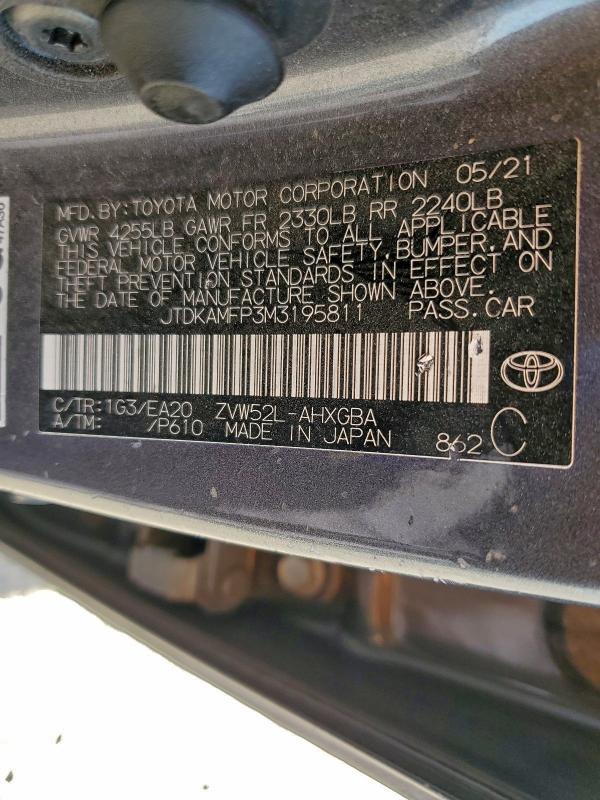 MFD. BY: TOYOTA MOTOR CORPORATION 05/21
GVWR 4255LB GAWR FR 2330LB RR 2240LB
THIS VEHICLE CONFORMS TO ALL APPLICABLE
FEDERAL MOTOR VEHICLE SAFETY, BUMPER, AND
THEFT PREVENTION STANDARDS IN EFFECT ON
THE DATE OF MANUFACTURE SHOWN ABOVE.
JTDKAMFP3M3195811 PASS. CAR
C/TR: 1G3/EA20 ZVW52L-AHXGBA
A/TM: /P610 MADE IN JAPAN 862 C